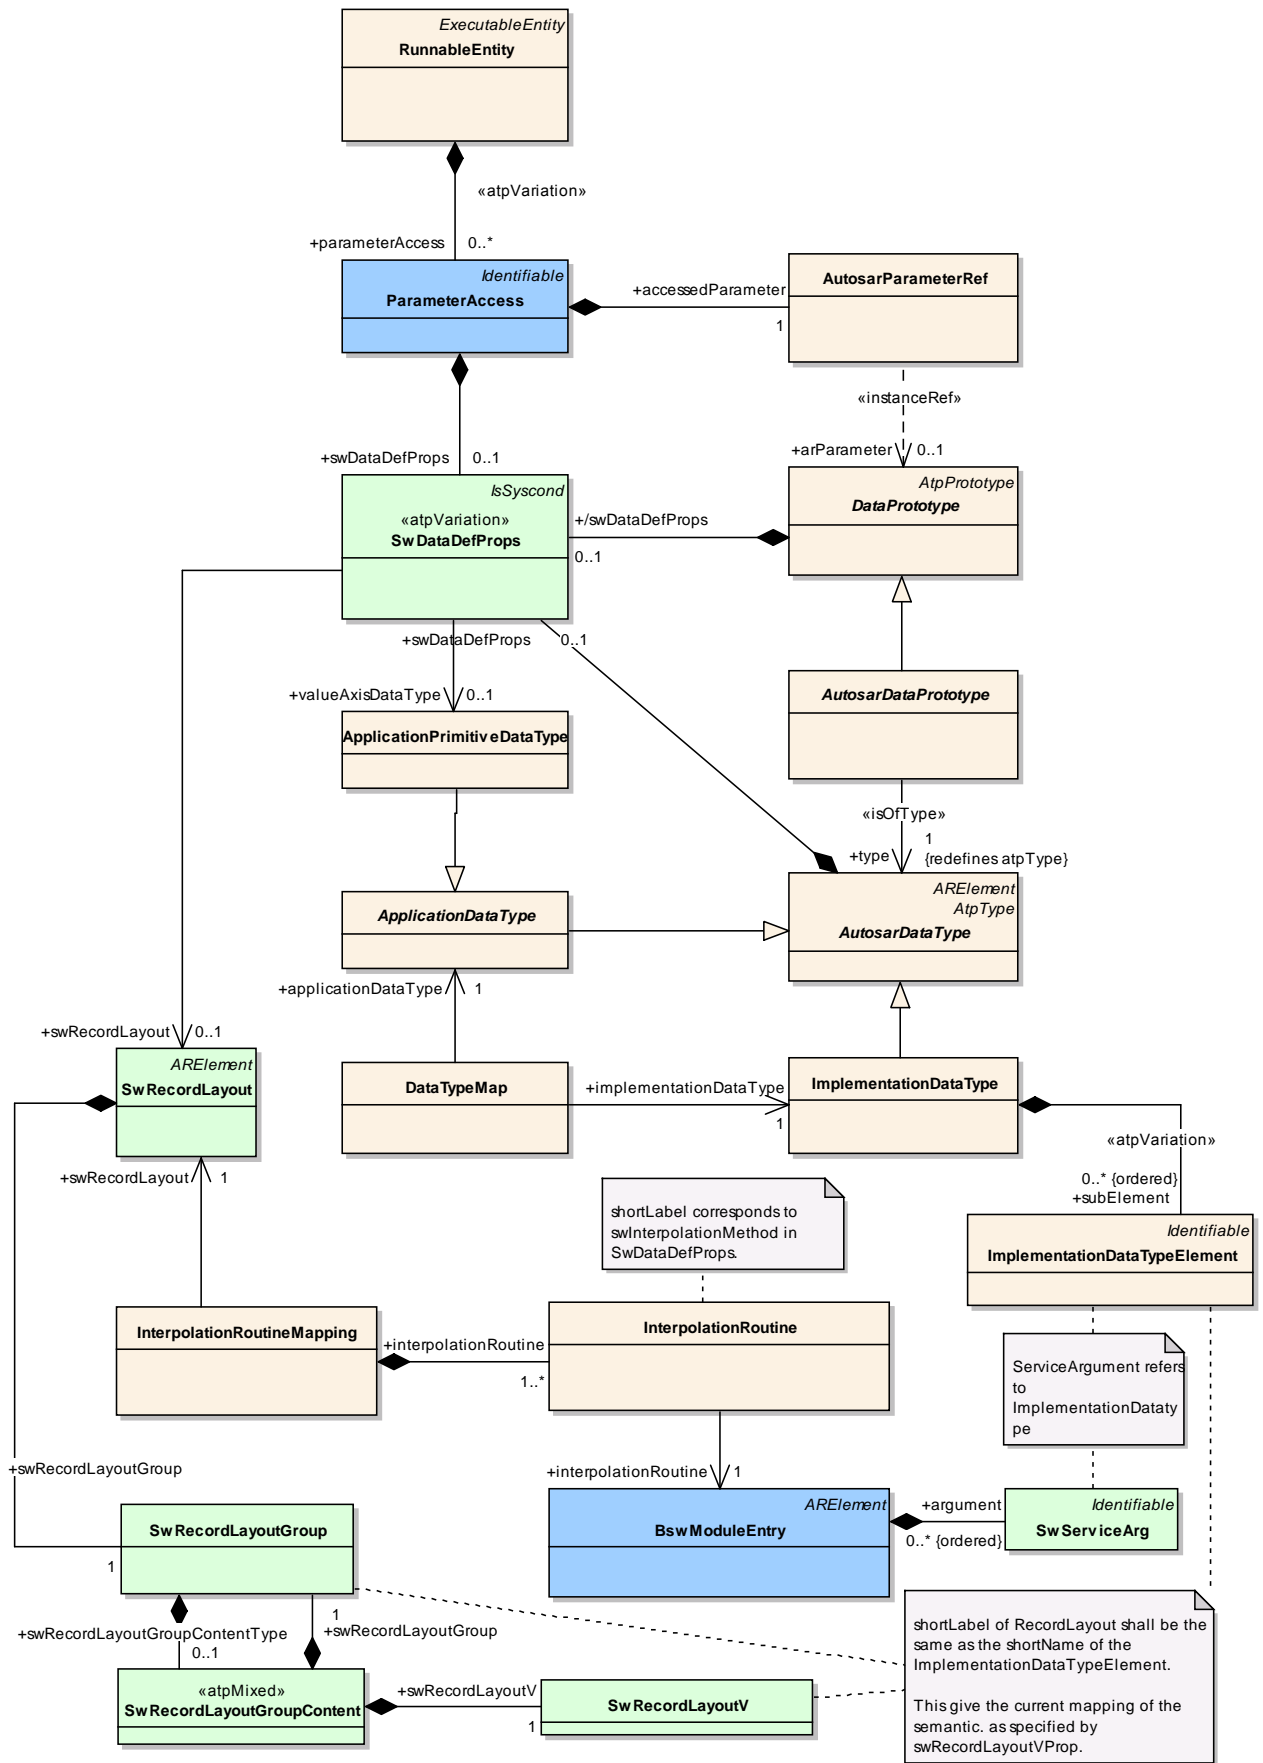 ExecutableEntity
RunnableEntity
«atpVariation»
+parameterAccess 0..*
Identifiable
ParameterAccess
+accessedParameter
1
AutosarParameterRef
«instanceRef»
+arParameter 0..1
+swDataDefProps 0..1
IsSyscond
«atpVariation»
SwDataDefProps
+/swDataDefProps
0..1
AtpPrototype
DataPrototype
+swDataDefProps 0..1
+valueAxisDataType 0..1
AutosarDataPrototype
ApplicationPrimitiveDataType
«isOfType»
+type
1
{redefines atpType}
ARElement
AtpType
AutosarDataType
ApplicationDataType
+applicationDataType 1
+swRecordLayout 0..1
ARElement
SwRecordLayout
DataTypeMap
+implementationDataType
1
ImplementationDataType
«atpVariation»
0..* {ordered}
+subElement
+swRecordLayout 1
shortLabel corresponds to
swInterpolationMethod in
SwDataDefProps.
Identifiable
ImplementationDataTypeElement
InterpolationRoutineMapping
+interpolationRoutine
1..*
InterpolationRoutine
ServiceArgument refers
to
ImplementationDataty
pe
+swRecordLayoutGroup
1
+interpolationRoutine 1
ARElement
BswModuleEntry
+argument
0..* {ordered}
Identifiable
SwServiceArg
SwRecordLayoutGroup
+swRecordLayoutGroupContentType
0..1
1
+swRecordLayoutGroup
«atpMixed»
SwRecordLayoutGroupContent
+swRecordLayoutV
1
SwRecordLayoutV
shortLabel of RecordLayout shall be the
same as the shortName of the
ImplementationDataTypeElement.
This give the current mapping of the
semantic. as specified by
swRecordLayoutVProp.